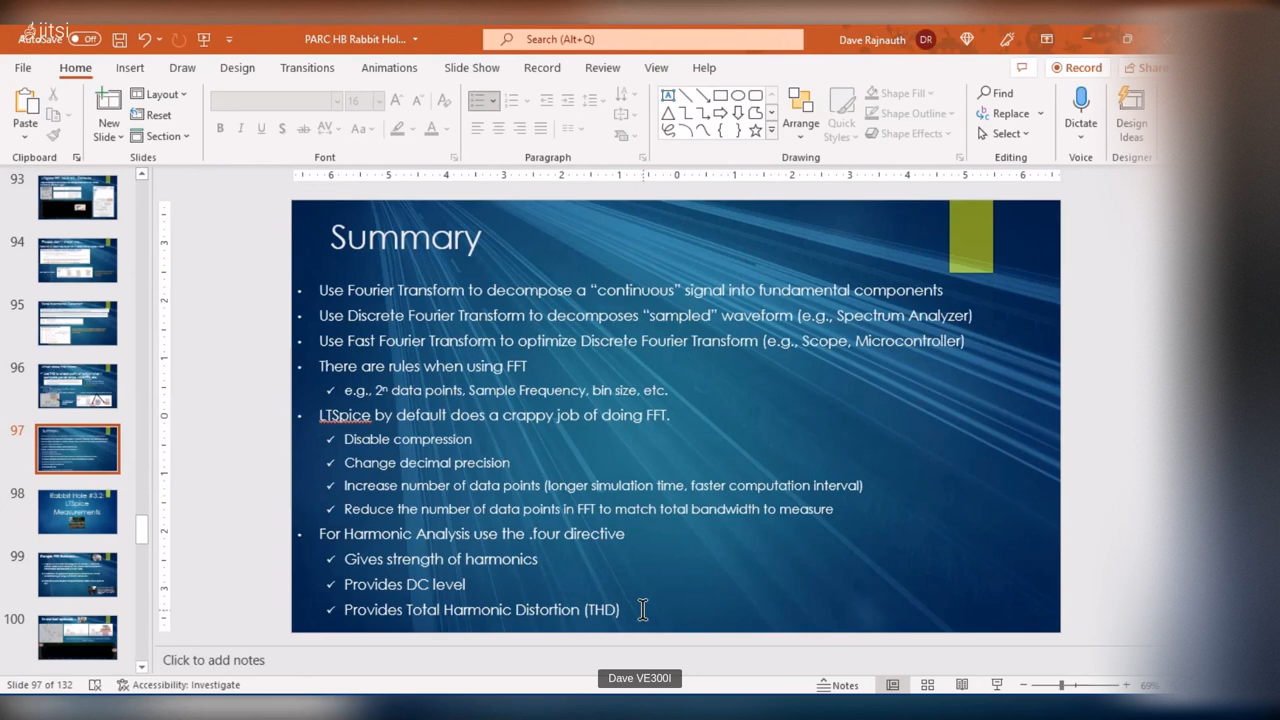 jitsi
AutoSave Off PARC HB Rabbit Hol... Search (Alt+Q) Dave Rajnauth DR
File Home Insert Draw Design Transitions Animations Slide Show Record Review View Help Record Share
Paste New Slide Layout Reset Section 16 Arrange Quick Styles Shape Fill Shape Outline Shape Effects Find Replace Select Dictate Design Ideas
Clipboard Slides Font Paragraph Drawing Editing Voice Designer
93
94
95
96
97
98
Rabbit Hole #3.2:
LTSpice
Measurements
99
100
Summary
• Use Fourier Transform to decompose a “continuous” signal into fundamental components
• Use Discrete Fourier Transform to decomposes “sampled” waveform (e.g., Spectrum Analyzer)
• Use Fast Fourier Transform to optimize Discrete Fourier Transform (e.g., Scope, Microcontroller)
• There are rules when using FFT
✓ e.g., 2ⁿ data points, Sample Frequency, bin size, etc.
• LTSpice by default does a crappy job of doing FFT.
✓ Disable compression
✓ Change decimal precision
✓ Increase number of data points (longer simulation time, faster computation interval)
✓ Reduce the number of data points in FFT to match total bandwidth to measure
• For Harmonic Analysis use the .four directive
✓ Gives strength of harmonics
✓ Provides DC level
✓ Provides Total Harmonic Distortion (THD)
Click to add notes
Dave VE300I
Slide 97 of 132 Accessibility: Investigate Notes 69%